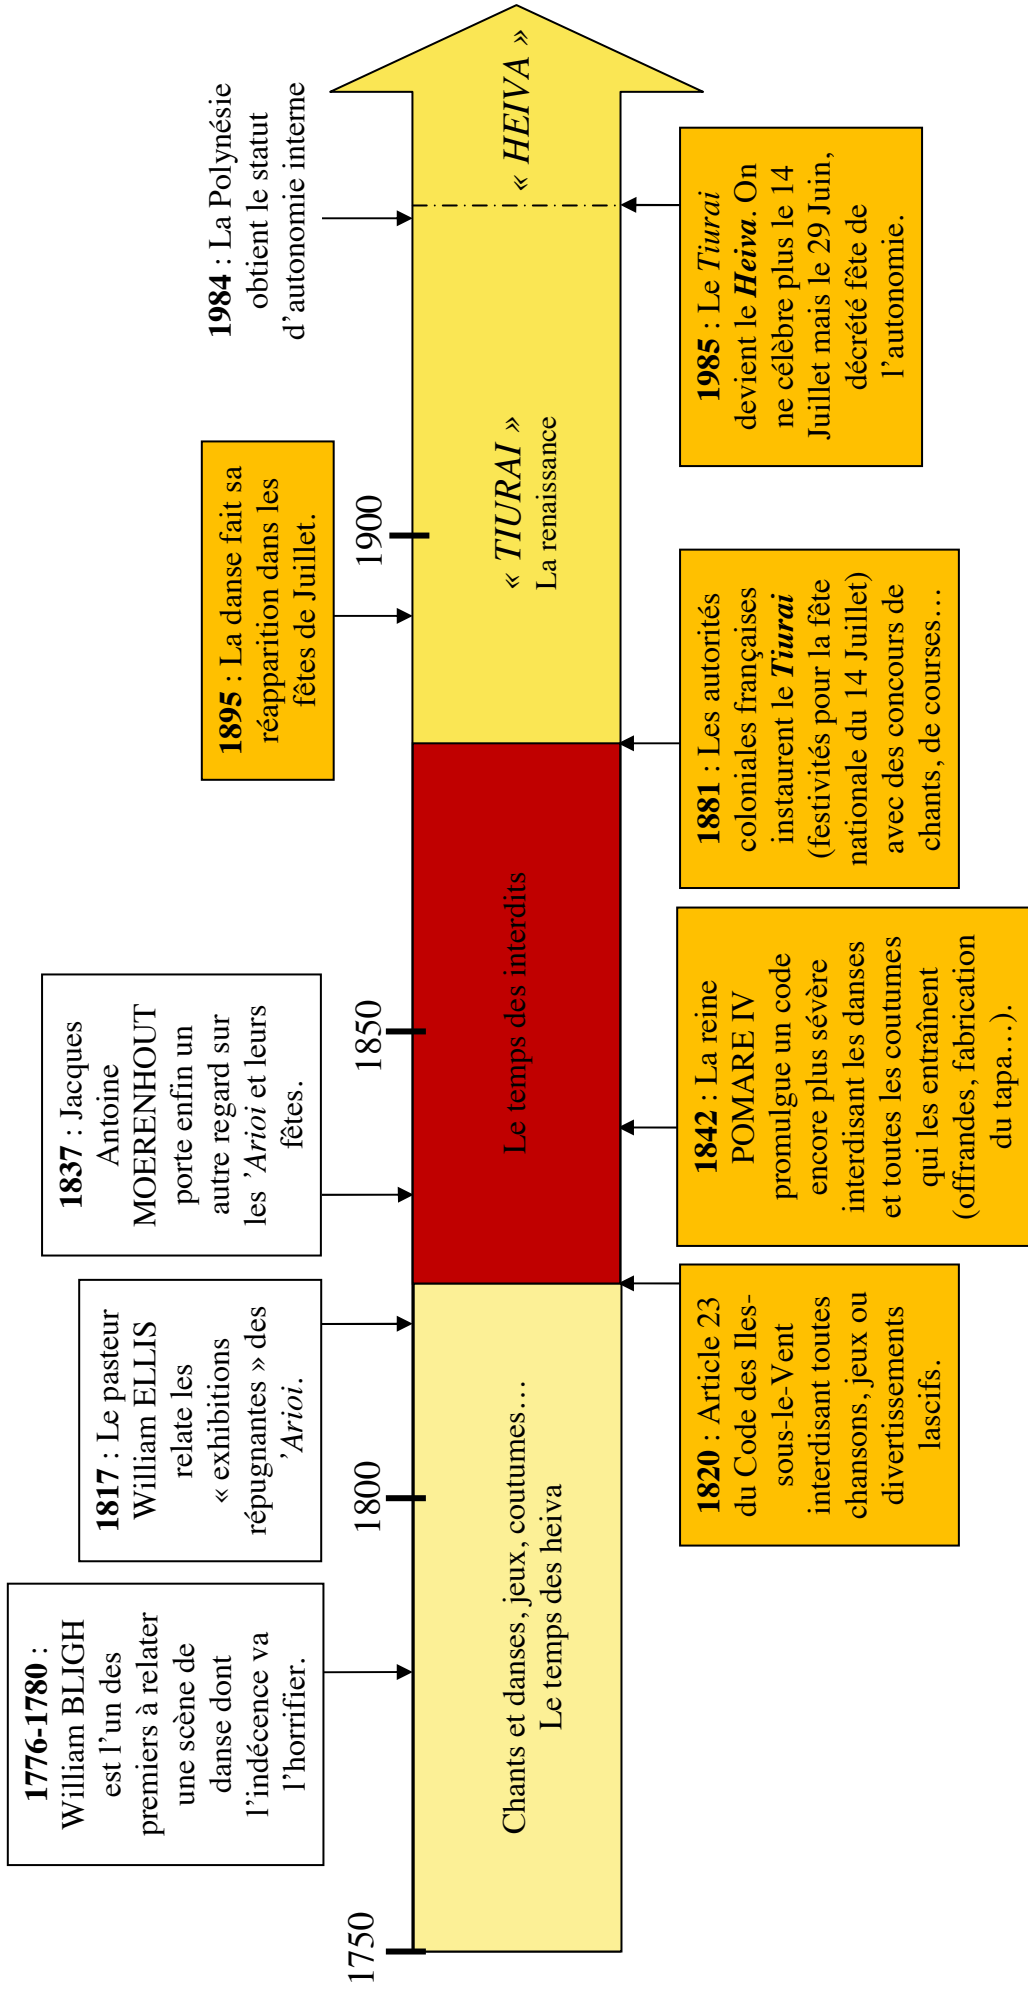 1776-1780 :
William BLIGH
est l'un des
premiers à relater
une scène de
danse dont
l'indécence va
l'horrifier.
1817 : Le pasteur
William ELLIS
relate les
« exhibitions
répugnantes » des
'Arioi.
1837 : Jacques
Antoine
MOERENHOUT
porte enfin un
autre regard sur
les 'Arioi et leurs
fêtes.
1895 : La danse fait sa
réapparition dans les
fêtes de Juillet.
1984 : La Polynésie
obtient le statut
d'autonomie interne
1750
1800
1850
1900
Chants et danses, jeux, coutumes…
Le temps des heiva
Le temps des interdits
« TIURAI »
La renaissance
« HEIVA »
1820 : Article 23
du Code des Iles-
sous-le-Vent
interdisant toutes
chansons, jeux ou
divertissements
lascifs.
1842 : La reine
POMARE IV
promulgue un code
encore plus sévère
interdisant les danses
et toutes les coutumes
qui les entraînent
(offrandes, fabrication
du tapa…).
1881 : Les autorités
coloniales françaises
instaurent le Tiurai
(festivités pour la fête
nationale du 14 Juillet)
avec des concours de
chants, de courses…
1985 : Le Tiurai
devient le Heiva. On
ne célèbre plus le 14
Juillet mais le 29 Juin,
décrété fête de
l'autonomie.